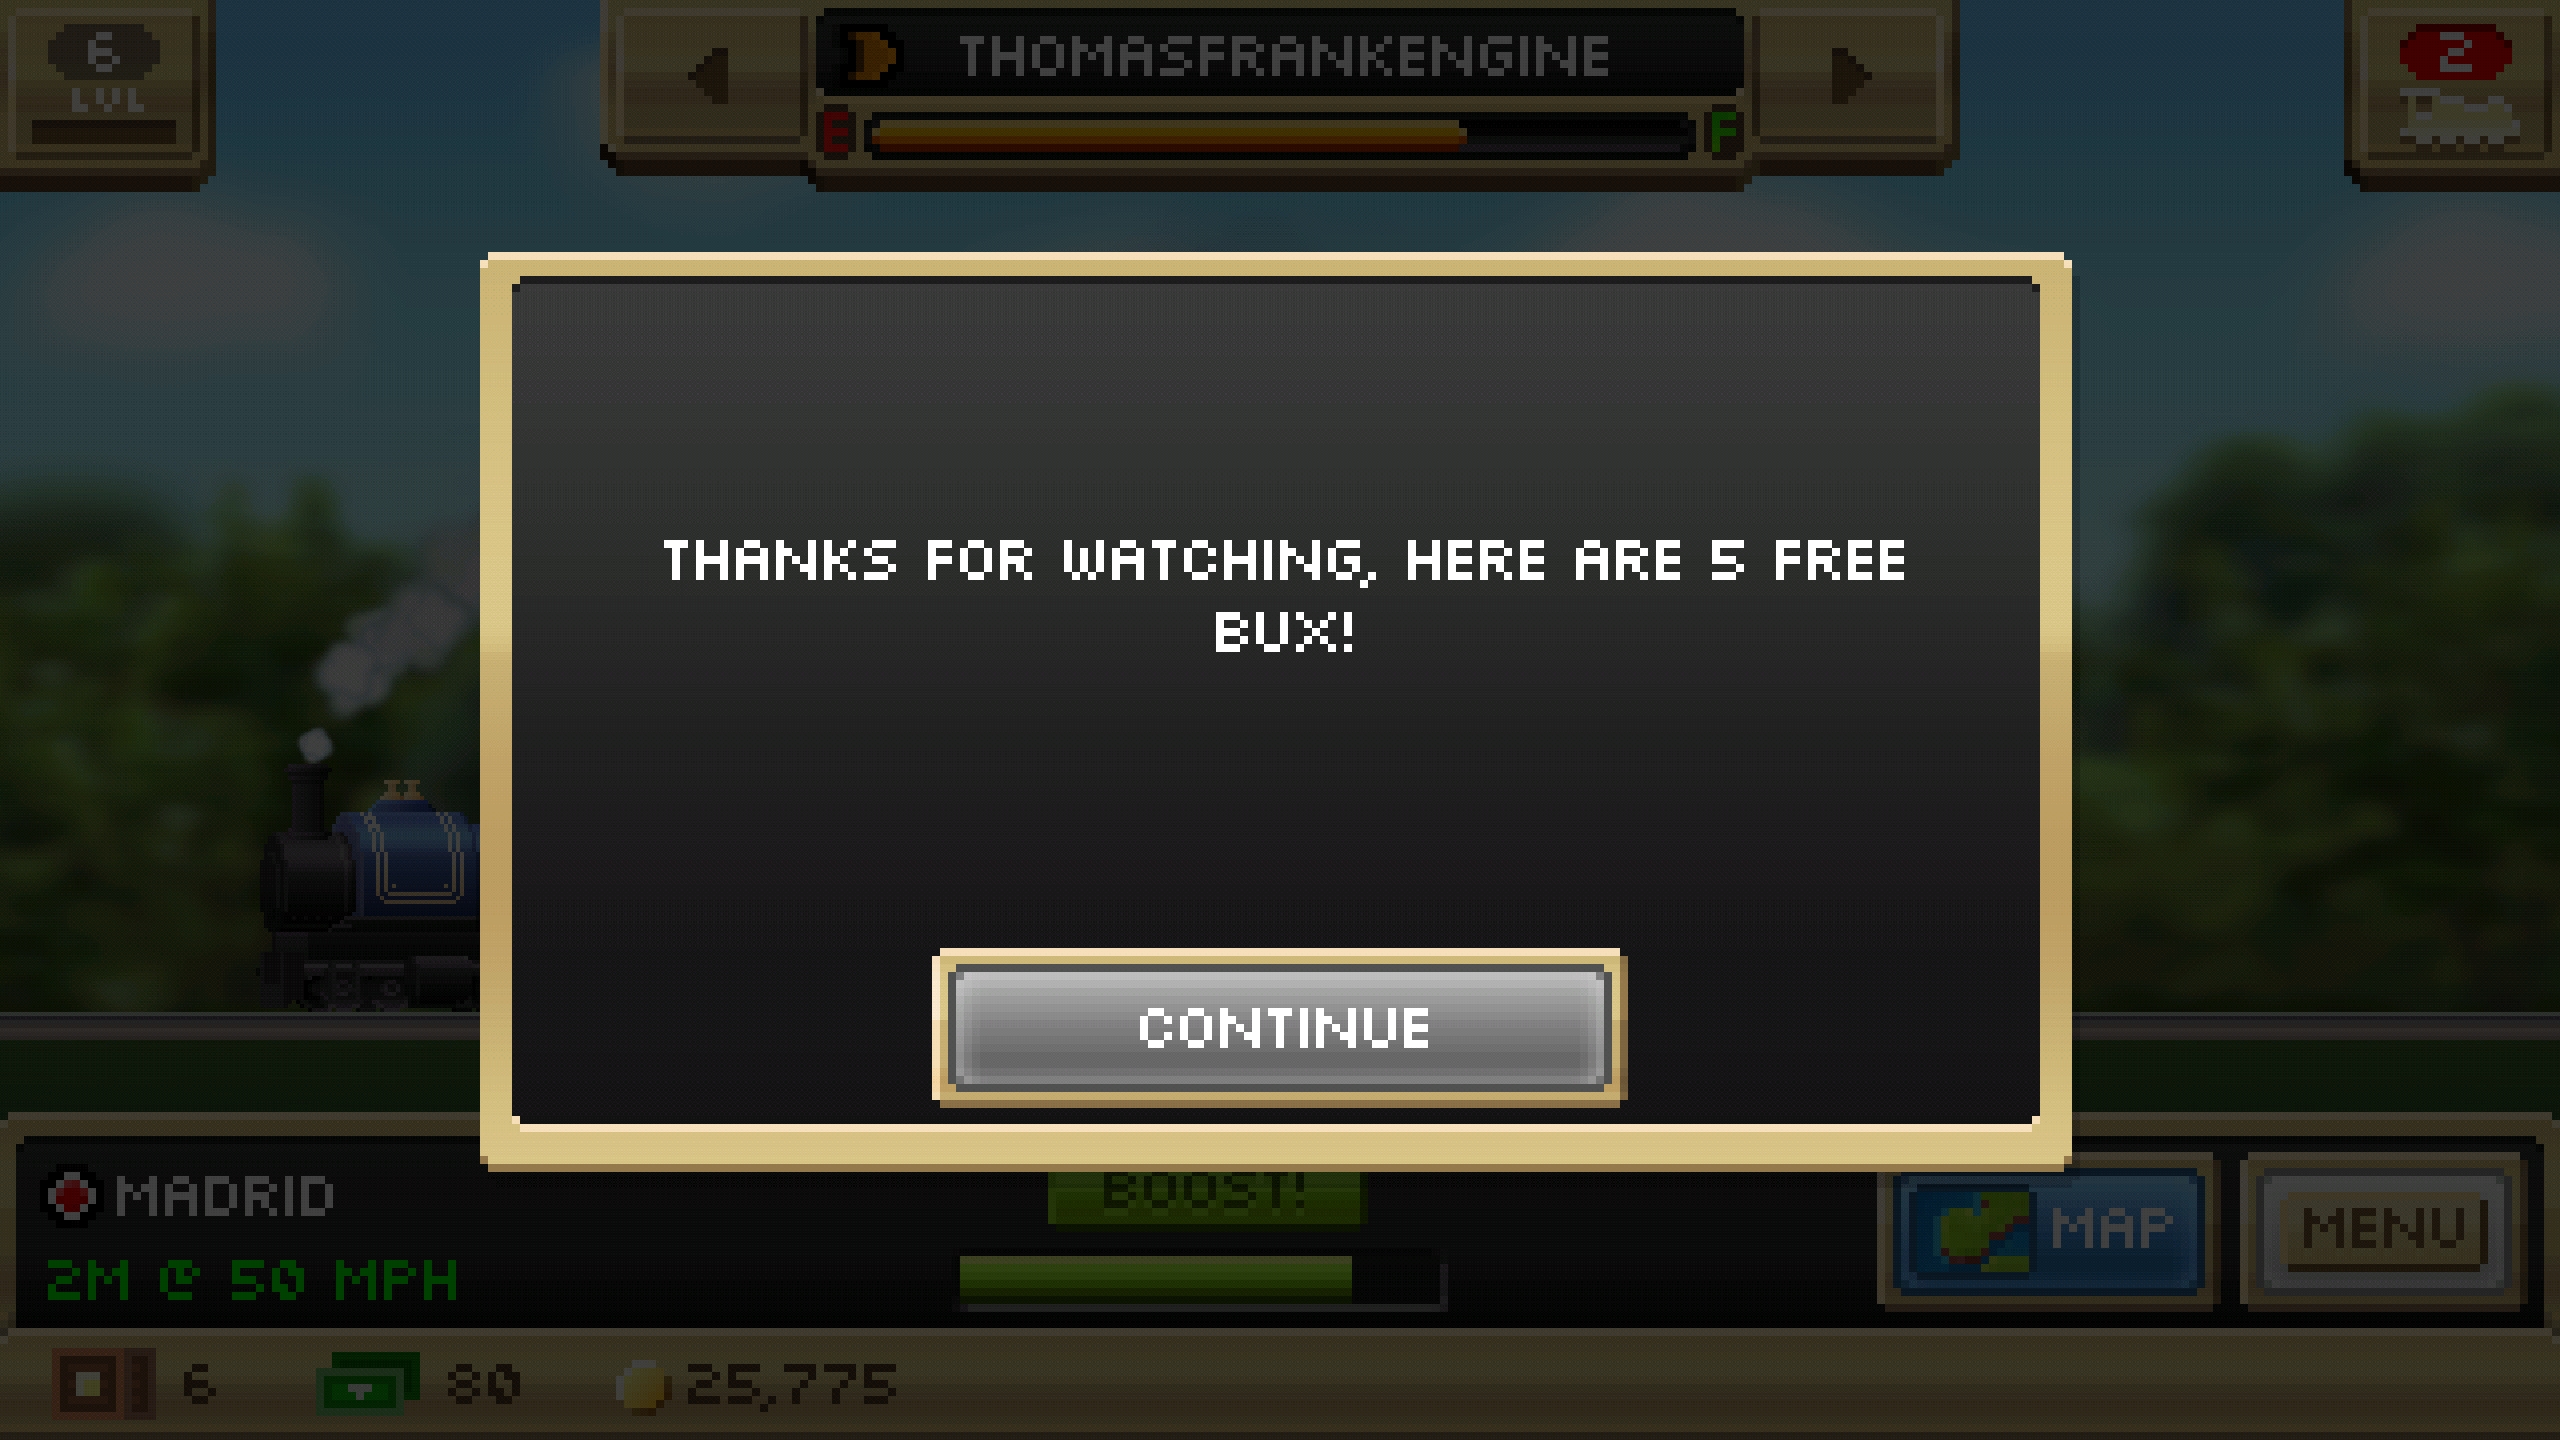 6
LVL
THOMASFRANKENGINE
E
F
2
THANKS FOR WATCHING, HERE ARE 5 FREE
BUX!
CONTINUE
BOOST!
MADRID
2M @ 50 MPH
MAP
MENU
6
80
25,775